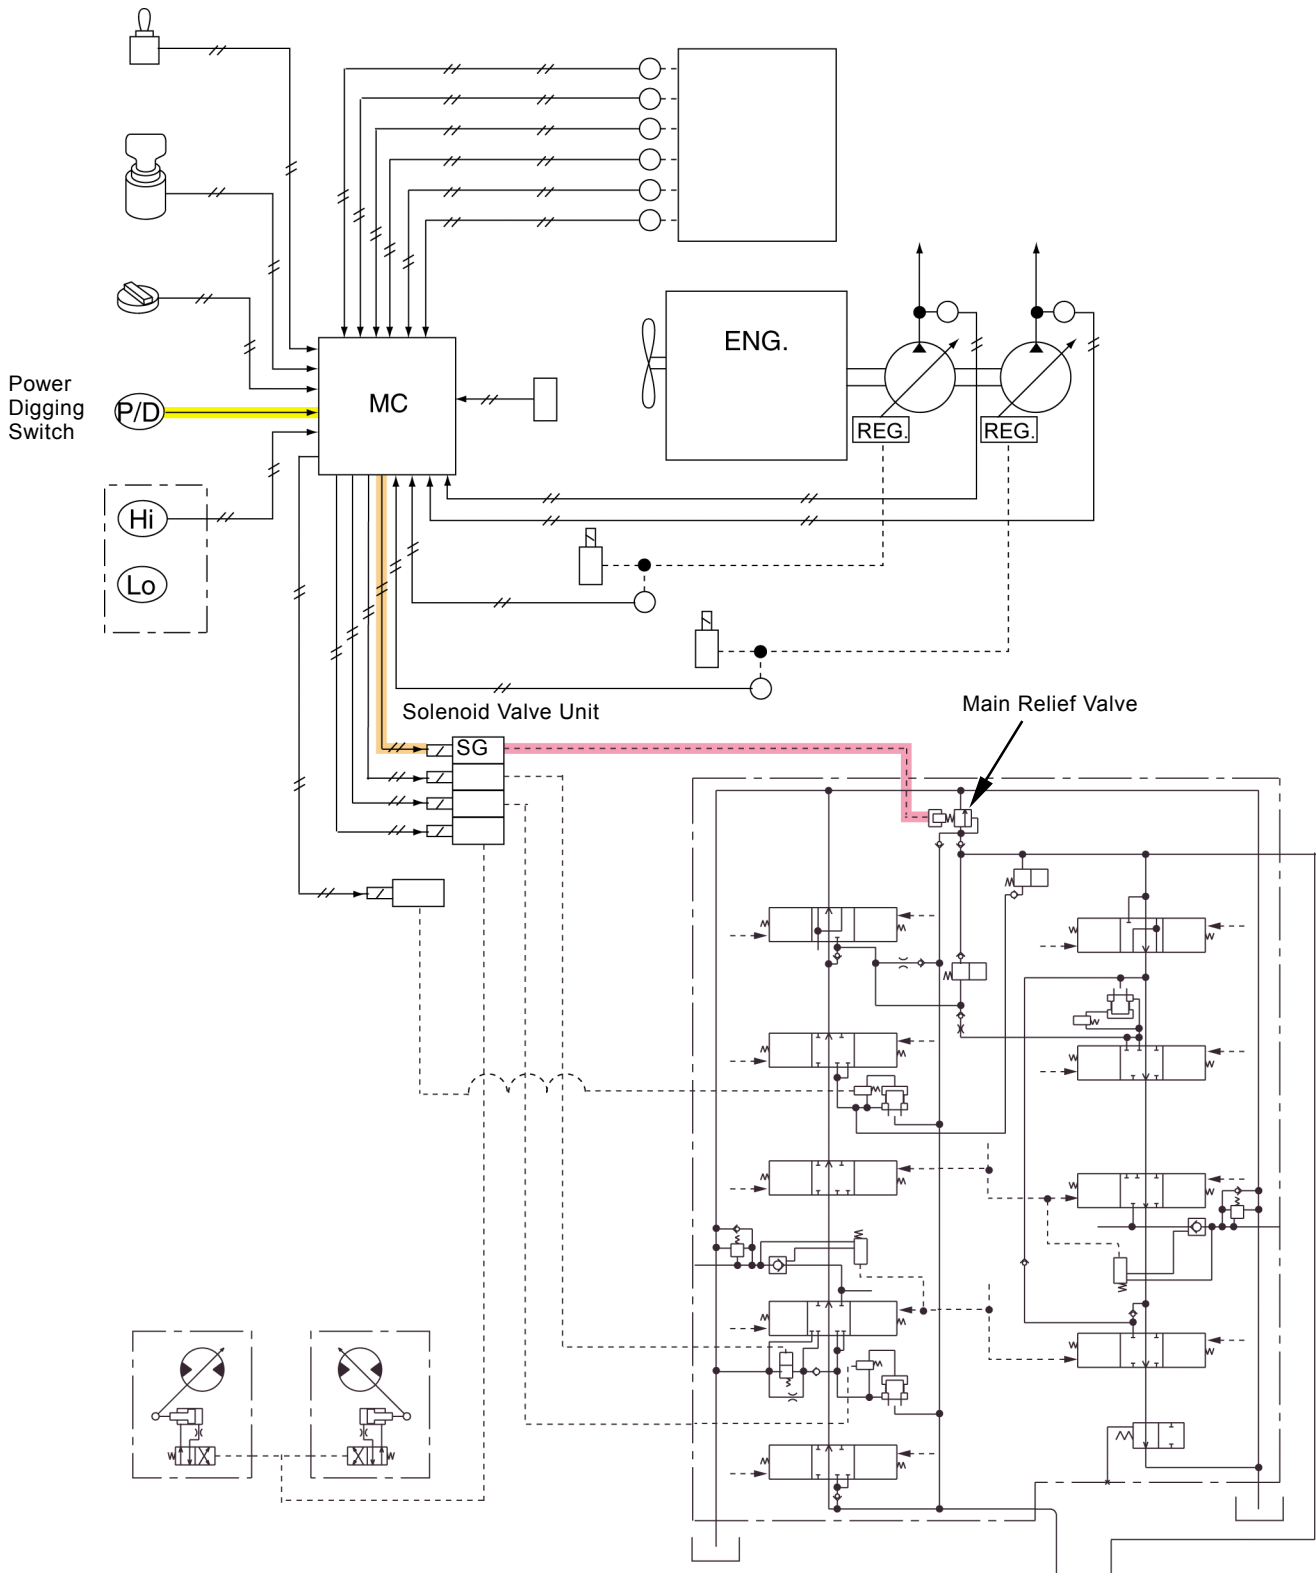 ENG.
Power
Digging
Switch
P/D
MC
REG.
REG.
Hi
Lo
Solenoid Valve Unit
Main Relief Valve
SG